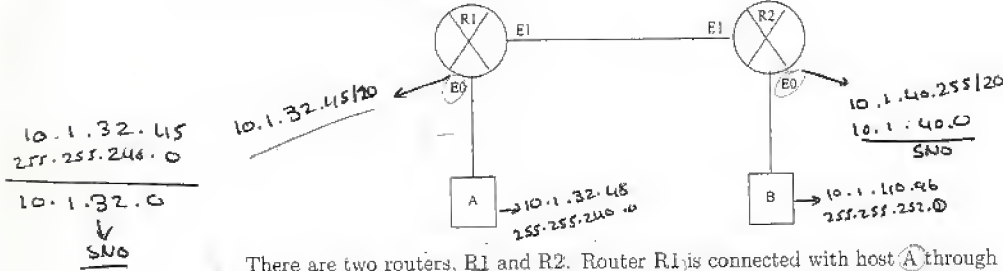 R1
R2
E1
E1
E0
E0
10.1.32.45/20
10.1.40.255/20
10.1.40.0
SNO
10.1.32.45
255.255.240.0
10.1.32.0
SNO
A
10.1.32.48
255.255.240.0
B
10.1.40.96
255.255.252.0
There are two routers, R1 and R2. Router R1 is connected with host A through